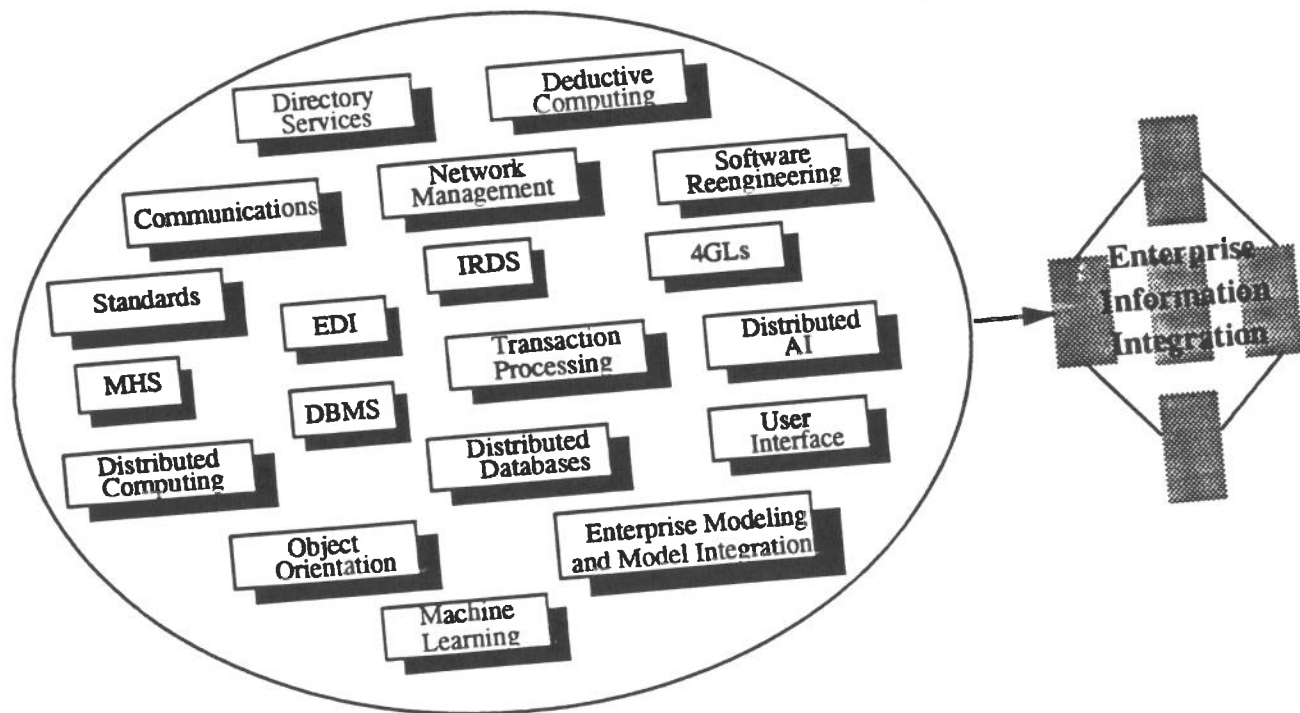 Directory
Services
Deductive
Computing
Network
Management
Software
Reengineering
Communications
IRDS
4GLs
Standards
EDI
Transaction
Processing
Distributed
AI
MHS
DBMS
User
Interface
Distributed
Computing
Distributed
Databases
Object
Orientation
Enterprise Modeling
and Model Integration
Machine
Learning
Enterprise
Information
Integration